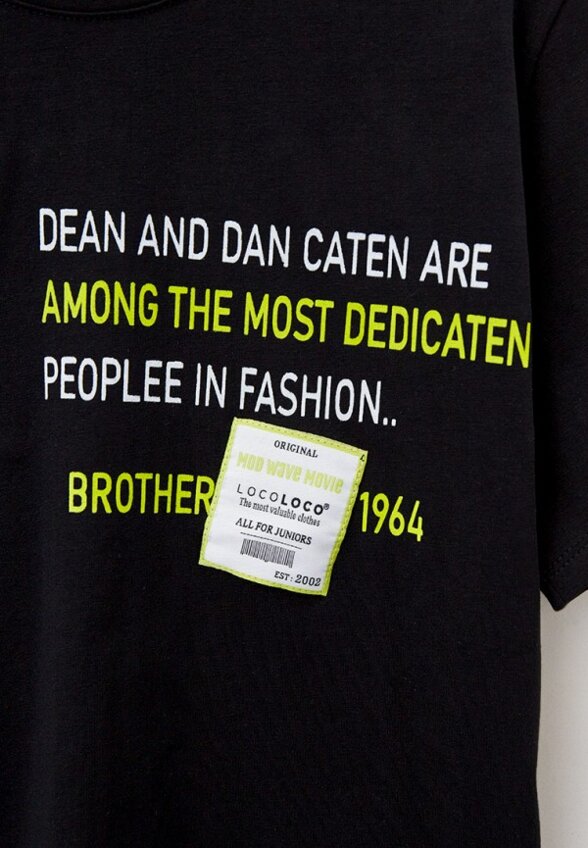 DEAN AND DAN CATEN ARE
AMONG THE MOST DEDICATEN
PEOPLEE IN FASHION..
BROTHER 1964
ORIGINAL
MOD WAVE MOVIE
LOCOLOCO®
The most valuable clothes
ALL FOR JUNIORS
EST: 2002